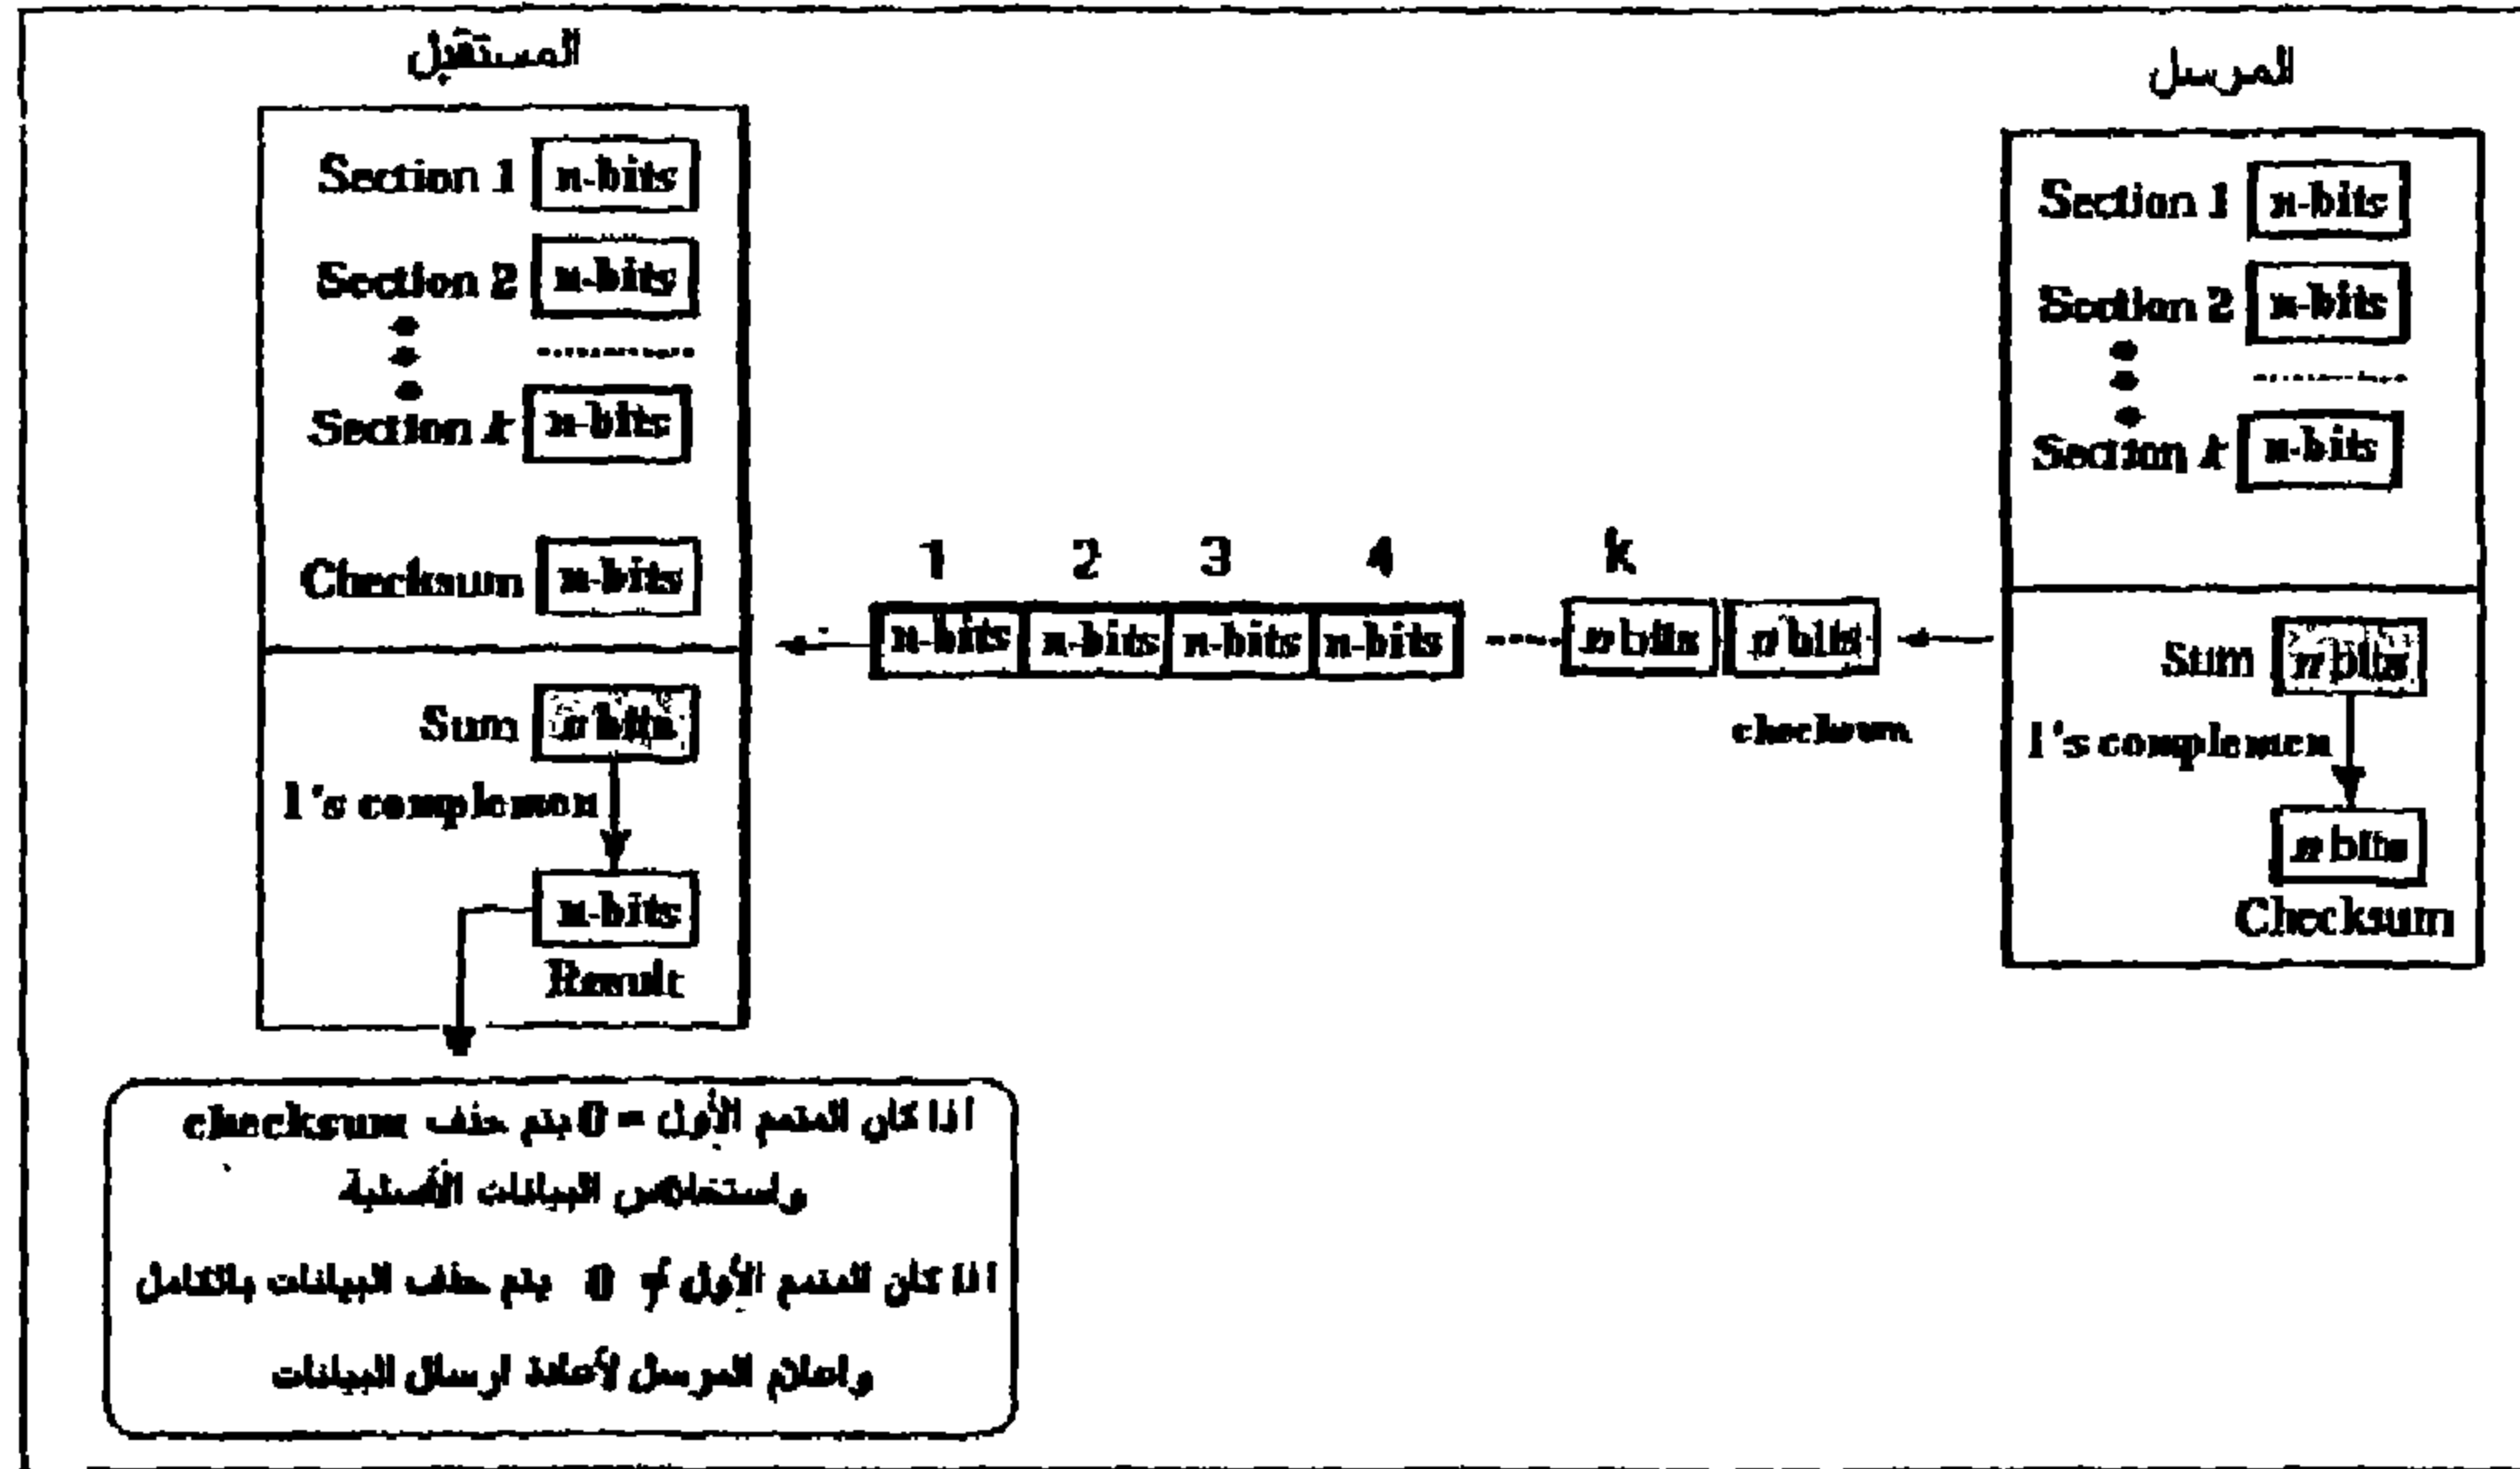 المستقبل
Section 1 n-bits
Section 2 n-bits
Section k n-bits
Checksum n-bits
Sum n bits
1's complemen
n-bits
Result
1 2 3 4 k
n-bits n-bits n-bits n-bits n bits n bits
checksum
المرسل
Section 1 n-bits
Section 2 n-bits
Section k n-bits
Sum n bits
1's complemen
n bits
Checksum
اذا كان المتمم الأول = 0 يتم حذف checksum
واستخلاص البيانات الأصلية
اذا كان المتمم الأول ≠ 0 يتم حذف البيانات بالكامل
واعلام المرسل لأعادة ارسال البيانات